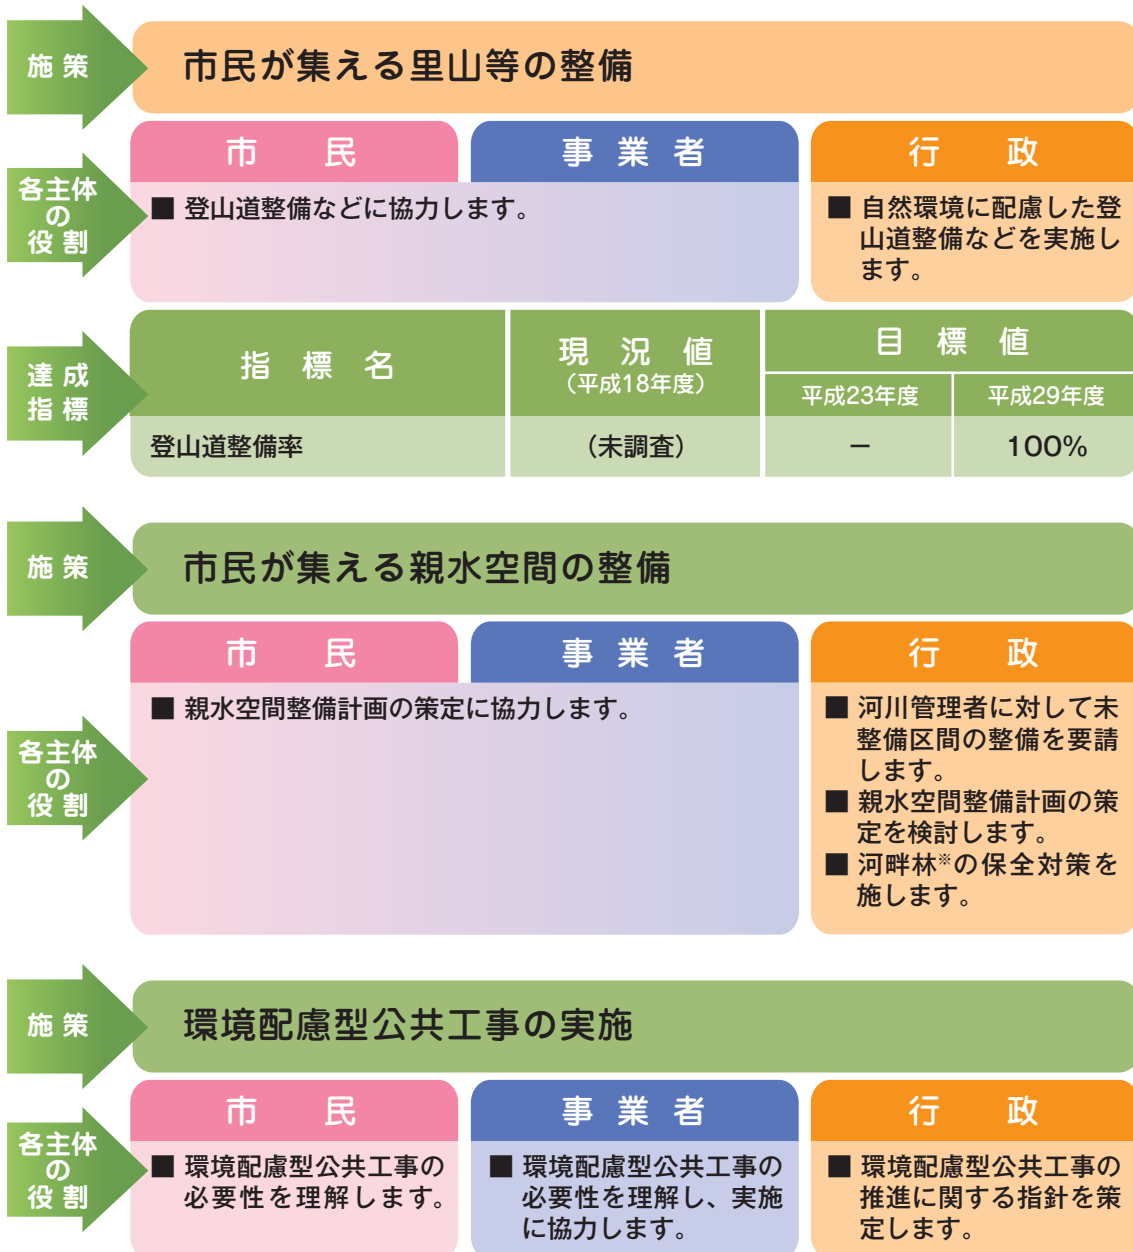 施 策
市民が集える里山等の整備
市 民
事 業 者
行 政
各主体
の
役 割
■ 登山道整備などに協力します。
■ 自然環境に配慮した登
山道整備などを実施し
ます。
達 成
指 標
指 標 名
現 況 値
（平成18年度）
目 標 値
平成23年度
平成29年度
登山道整備率
（未調査）
－
100%
施 策
市民が集える親水空間の整備
市 民
事 業 者
行 政
各主体
の
役 割
■ 親水空間整備計画の策定に協力します。
■ 河川管理者に対して未
整備区間の整備を要請
します。
■ 親水空間整備計画の策
定を検討します。
■ 河畔林※の保全対策を
施します。
施 策
環境配慮型公共工事の実施
市 民
事 業 者
行 政
各主体
の
役 割
■ 環境配慮型公共工事の
必要性を理解します。
■ 環境配慮型公共工事の
必要性を理解し、実施
に協力します。
■ 環境配慮型公共工事の
推進に関する指針を策
定します。